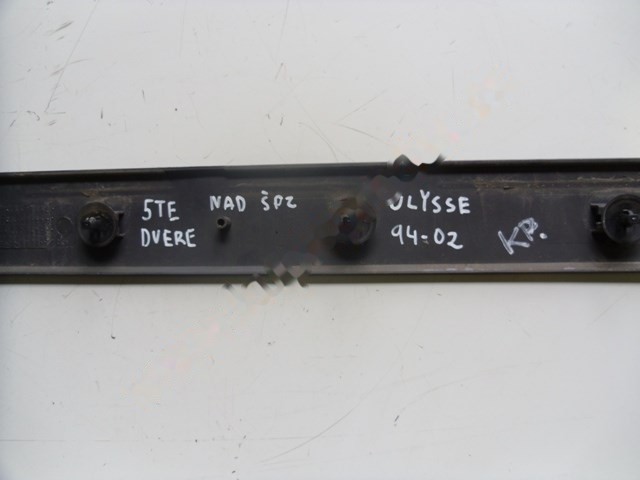 5TE NAD ŠPZ ULYSSE
DVERE 94-02 KP.